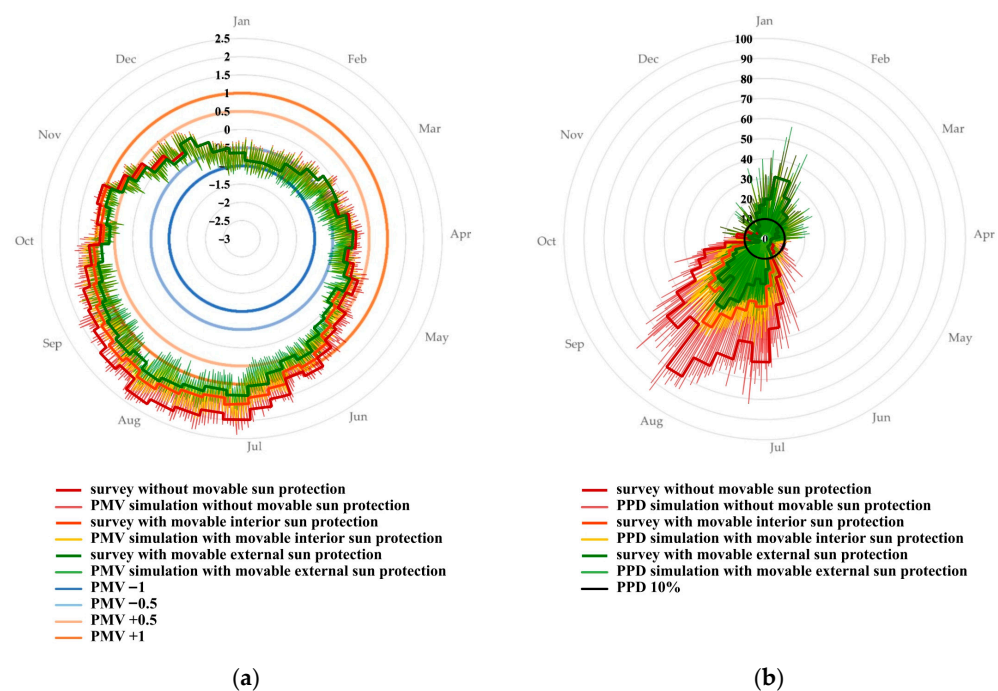 Jan
Feb
Mar
Apr
May
Jun
Jul
Aug
Sep
Oct
Nov
Dec
2.5
2
1.5
1
0.5
0
−1
−1.5
−2
−2.5
−3
survey without movable sun protection
PMV simulation without movable sun protection
survey with movable interior sun protection
PMV simulation with movable interior sun protection
survey with movable external sun protection
PMV simulation with movable external sun protection
PMV −1
PMV −0.5
PMV +0.5
PMV +1
(a)
Jan
Feb
Mar
Apr
May
Jun
Jul
Aug
Sep
Oct
Nov
Dec
100
90
80
70
60
50
40
30
20
10
0
survey without movable sun protection
PPD simulation without movable sun protection
survey with movable interior sun protection
PPD simulation with movable interior sun protection
survey with movable external sun protection
PPD simulation with movable external sun protection
PPD 10%
(b)